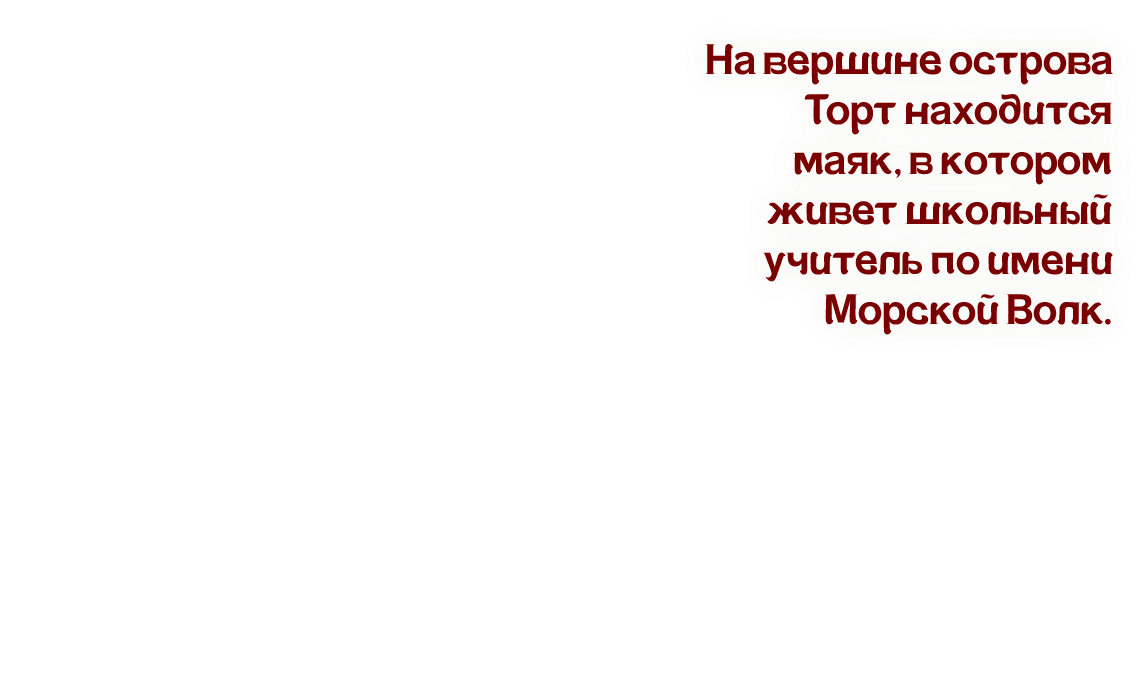 На вершине острова
Торт находится
маяк, в котором
живет школьный
учитель по имени
Морской Волк.